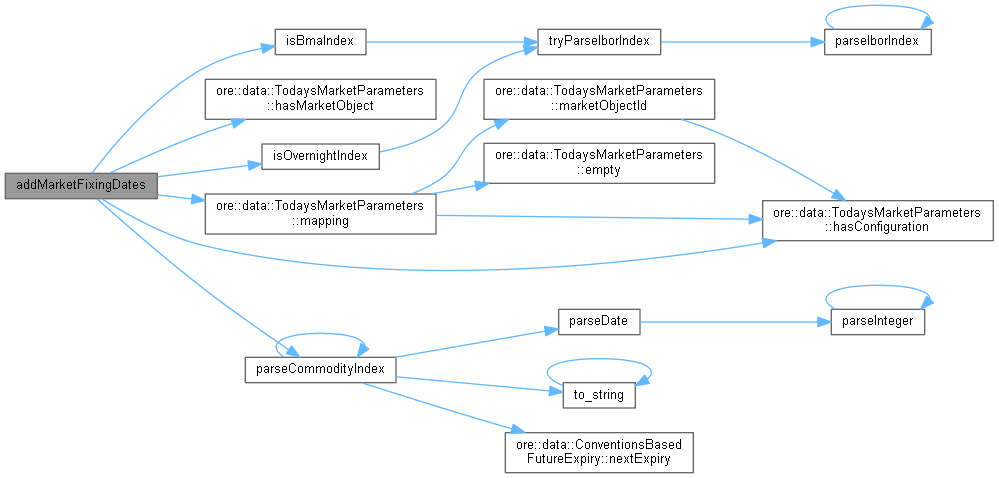 isBmaIndex
tryParseIborIndex
parseIborIndex
ore::data::TodaysMarketParameters
::hasMarketObject
ore::data::TodaysMarketParameters
::marketObjectId
isOvernightIndex
ore::data::TodaysMarketParameters
::empty
addMarketFixingDates
ore::data::TodaysMarketParameters
::mapping
ore::data::TodaysMarketParameters
::hasConfiguration
parseDate
parseInteger
parseCommodityIndex
to_string
ore::data::ConventionsBased
FutureExpiry::nextExpiry